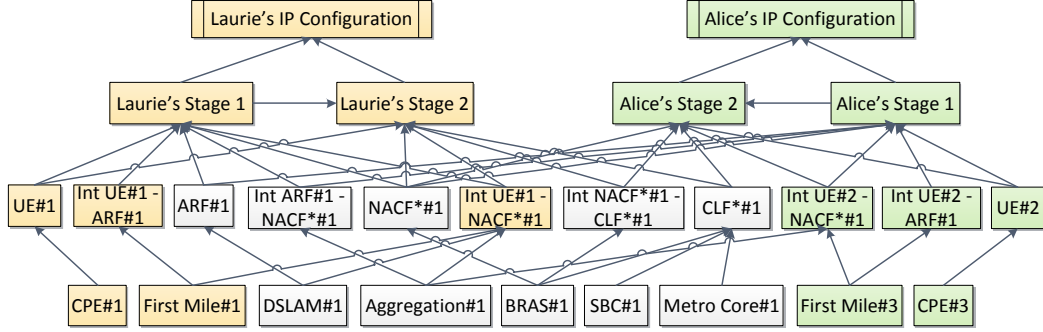 Laurie's IP Configuration
Alice's IP Configuration
Laurie's Stage 1
Laurie's Stage 2
Alice's Stage 2
Alice's Stage 1
UE#1
Int UE#1 -
ARF#1
ARF#1
Int ARF#1 -
NACF*#1
NACF*#1
Int UE#1 -
NACF*#1
Int NACF*#1 -
CLF*#1
CLF*#1
Int UE#2 -
NACF*#1
Int UE#2 -
ARF#1
UE#2
CPE#1
First Mile#1
DSLAM#1
Aggregation#1
BRAS#1
SBC#1
Metro Core#1
First Mile#3
CPE#3